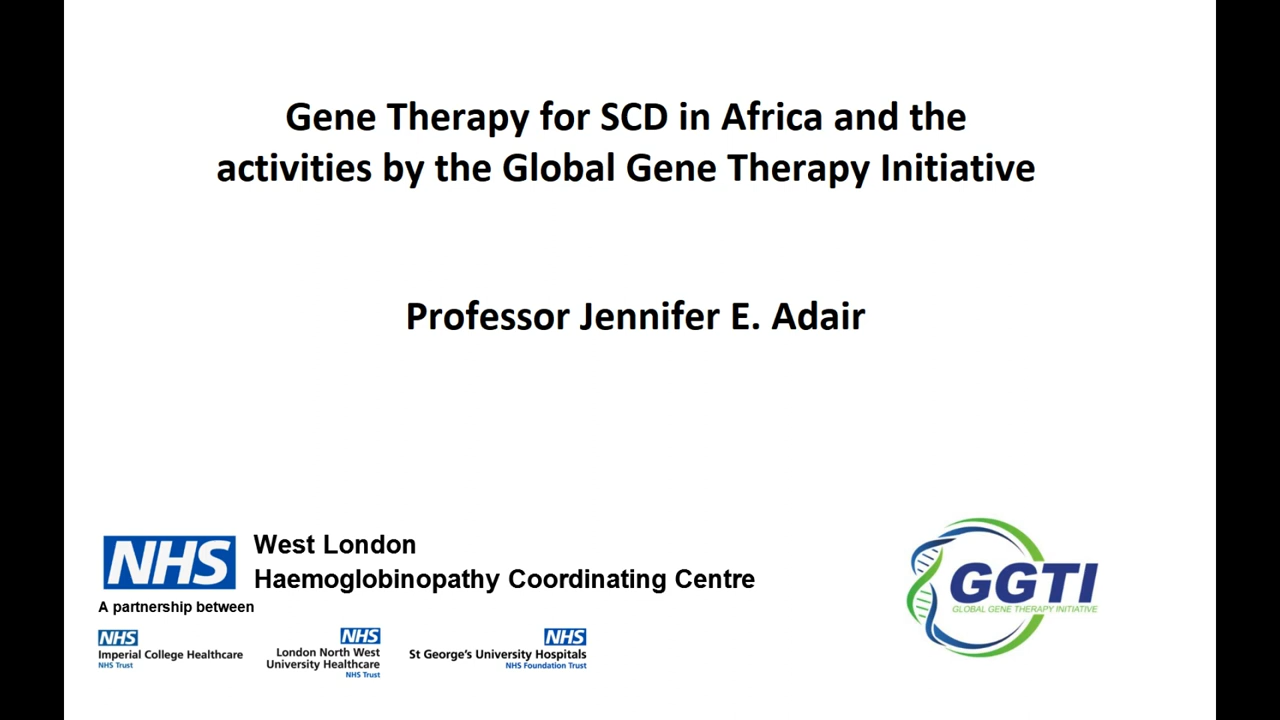 Gene Therapy for SCD in Africa and the
activities by the Global Gene Therapy Initiative
Professor Jennifer E. Adair
NHS
West London
Haemoglobinopathy Coordinating Centre
A partnership between
NHS
Imperial College Healthcare
NHS Trust
NHS
London North West
University Healthcare
NHS Trust
NHS
St George's University Hospitals
NHS Foundation Trust
GGTI
GLOBAL GENE THERAPY INITIATIVE